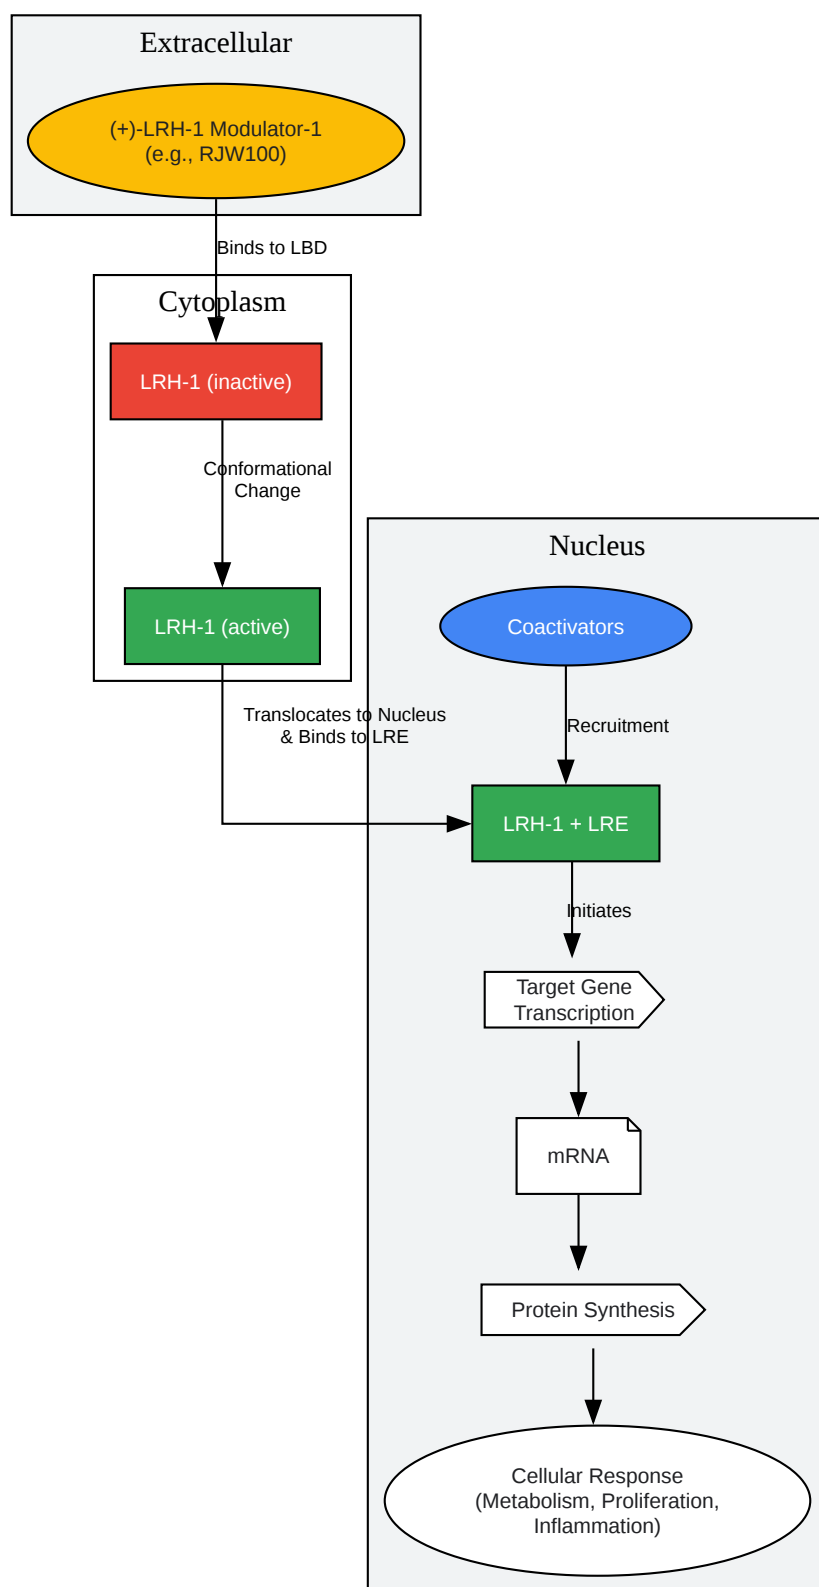 Extracellular
(+)-LRH-1 Modulator-1
(e.g., RJW100)
Binds to LBD
Cytoplasm
LRH-1 (inactive)
Conformational
Change
LRH-1 (active)
Translocates to Nucleus
& Binds to LRE
Nucleus
Coactivators
Recruitment
LRH-1 + LRE
Initiates
Target Gene
Transcription
mRNA
Protein Synthesis
Cellular Response
(Metabolism, Proliferation,
Inflammation)